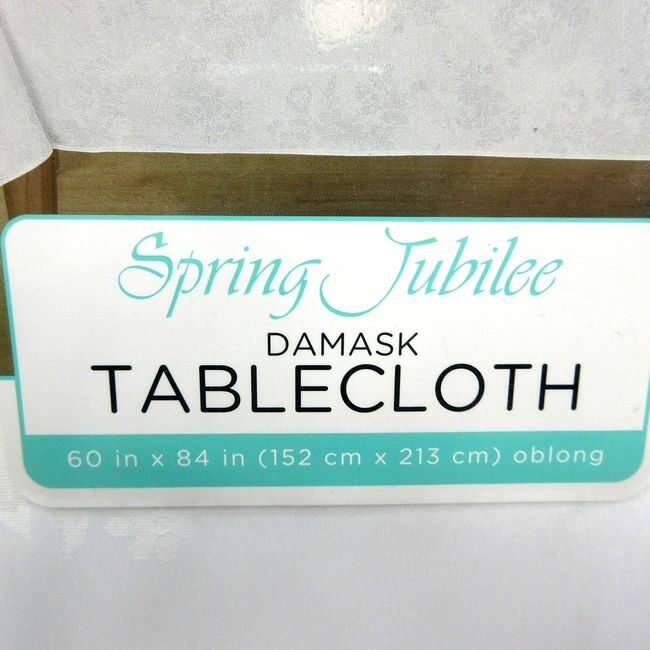 Spring Jubilee
DAMASK
TABLECLOTH
60 in x 84 in (152 cm x 213 cm) oblong